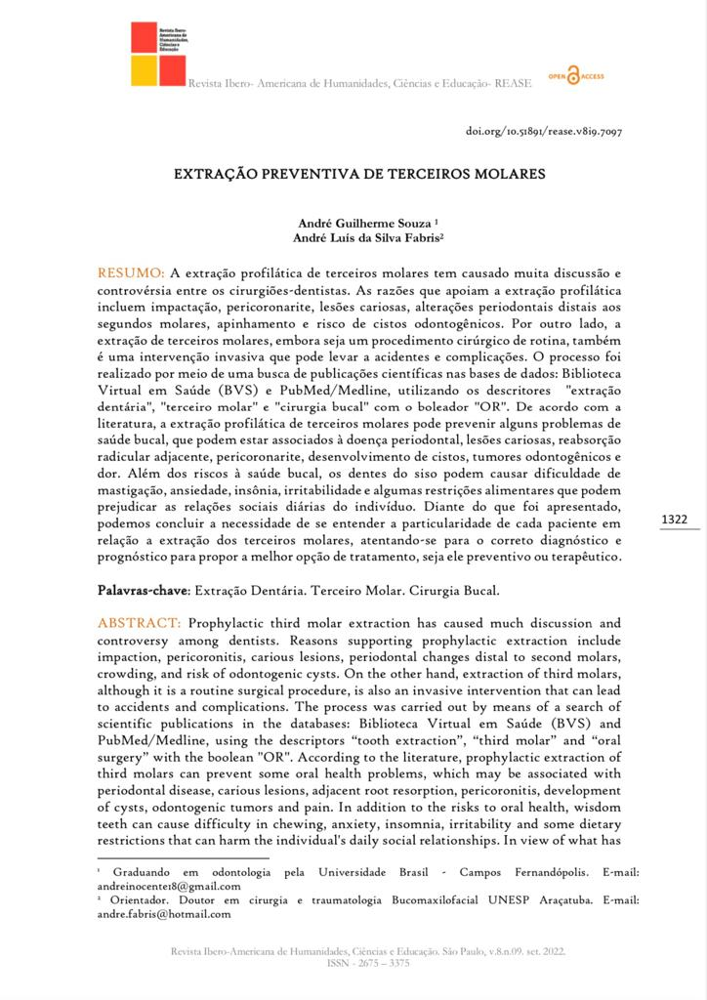 Revista Ibero-
Americana de
Humanidades,
Ciências e
Educação
Revista Ibero- Americana de Humanidades, Ciências e Educação- REASE
OPEN ACCESS
doi.org/10.51891/rease.v8i9.7097
EXTRAÇÃO PREVENTIVA DE TERCEIROS MOLARES
André Guilherme Souza ¹
André Luís da Silva Fabris²
RESUMO: A extração profilática de terceiros molares tem causado muita discussão e
controvérsia entre os cirurgiões-dentistas. As razões que apoiam a extração profilática
incluem impactação, pericoronarite, lesões cariosas, alterações periodontais distais aos
segundos molares, apinhamento e risco de cistos odontogênicos. Por outro lado, a
extração de terceiros molares, embora seja um procedimento cirúrgico de rotina, também
é uma intervenção invasiva que pode levar a acidentes e complicações. O processo foi
realizado por meio de uma busca de publicações científicas nas bases de dados: Biblioteca
Virtual em Saúde (BVS) e PubMed/Medline, utilizando os descritores "extração
dentária", "terceiro molar" e "cirurgia bucal" com o boleador "OR". De acordo com a
literatura, a extração profilática de terceiros molares pode prevenir alguns problemas de
saúde bucal, que podem estar associados à doença periodontal, lesões cariosas, reabsorção
radicular adjacente, pericoronarite, desenvolvimento de cistos, tumores odontogênicos e
dor. Além dos riscos à saúde bucal, os dentes do siso podem causar dificuldade de
mastigação, ansiedade, insônia, irritabilidade e algumas restrições alimentares que podem
prejudicar as relações sociais diárias do indivíduo. Diante do que foi apresentado,
podemos concluir a necessidade de se entender a particularidade de cada paciente em
relação a extração dos terceiros molares, atentando-se para o correto diagnóstico e
prognóstico para propor a melhor opção de tratamento, seja ele preventivo ou terapêutico.
1322
Palavras-chave: Extração Dentária. Terceiro Molar. Cirurgia Bucal.
ABSTRACT: Prophylactic third molar extraction has caused much discussion and
controversy among dentists. Reasons supporting prophylactic extraction include
impaction, pericoronitis, carious lesions, periodontal changes distal to second molars,
crowding, and risk of odontogenic cysts. On the other hand, extraction of third molars,
although it is a routine surgical procedure, is also an invasive intervention that can lead
to accidents and complications. The process was carried out by means of a search of
scientific publications in the databases: Biblioteca Virtual em Saúde (BVS) and
PubMed/Medline, using the descriptors “tooth extraction”, “third molar” and “oral
surgery” with the boolean "OR". According to the literature, prophylactic extraction of
third molars can prevent some oral health problems, which may be associated with
periodontal disease, carious lesions, adjacent root resorption, pericoronitis, development
of cysts, odontogenic tumors and pain. In addition to the risks to oral health, wisdom
teeth can cause difficulty in chewing, anxiety, insomnia, irritability and some dietary
restrictions that can harm the individual's daily social relationships. In view of what has
¹ Graduando em odontologia pela Universidade Brasil - Campos Fernandópolis. E-mail:
andreinocente18@gmail.com
² Orientador. Doutor em cirurgia e traumatologia Bucomaxilofacial UNESP Araçatuba. E-mail:
andre.fabris@hotmail.com
Revista Ibero-Americana de Humanidades, Ciências e Educação. São Paulo, v.8.n.09. set. 2022.
ISSN - 2675 – 3375